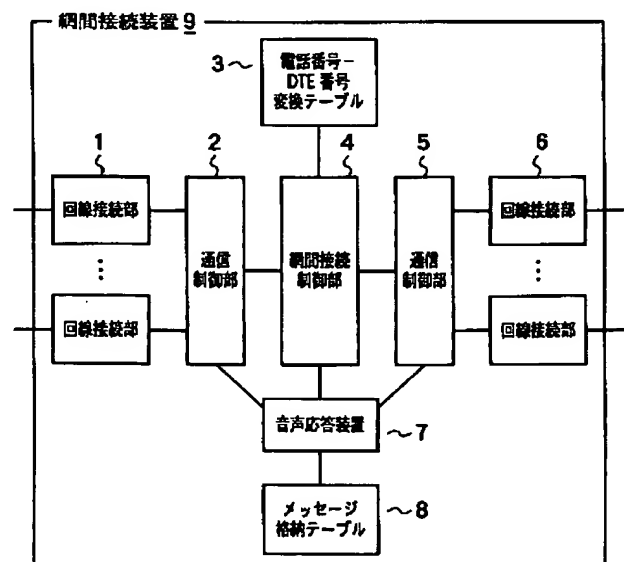 網間接続装置 9
3
電話番号－
DTE 番号
変換テーブル
1
2
4
5
6
回線接続部
通信
制御部
網間接続
制御部
通信
制御部
回線接続部
…
…
回線接続部
回線接続部
音声応答装置
7
メッセージ
格納テーブル
8